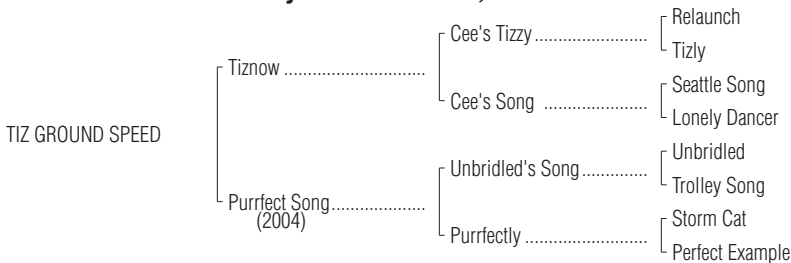 Relaunch
Cee's Tizzy
Tizly
Tiznow
Seattle Song
Cee's Song
Lonely Dancer
TIZ GROUND SPEED
Unbridled
Unbridled's Song
Trolley Song
Purrfect Song
(2004)
Storm Cat
Purrfectly
Perfect Example